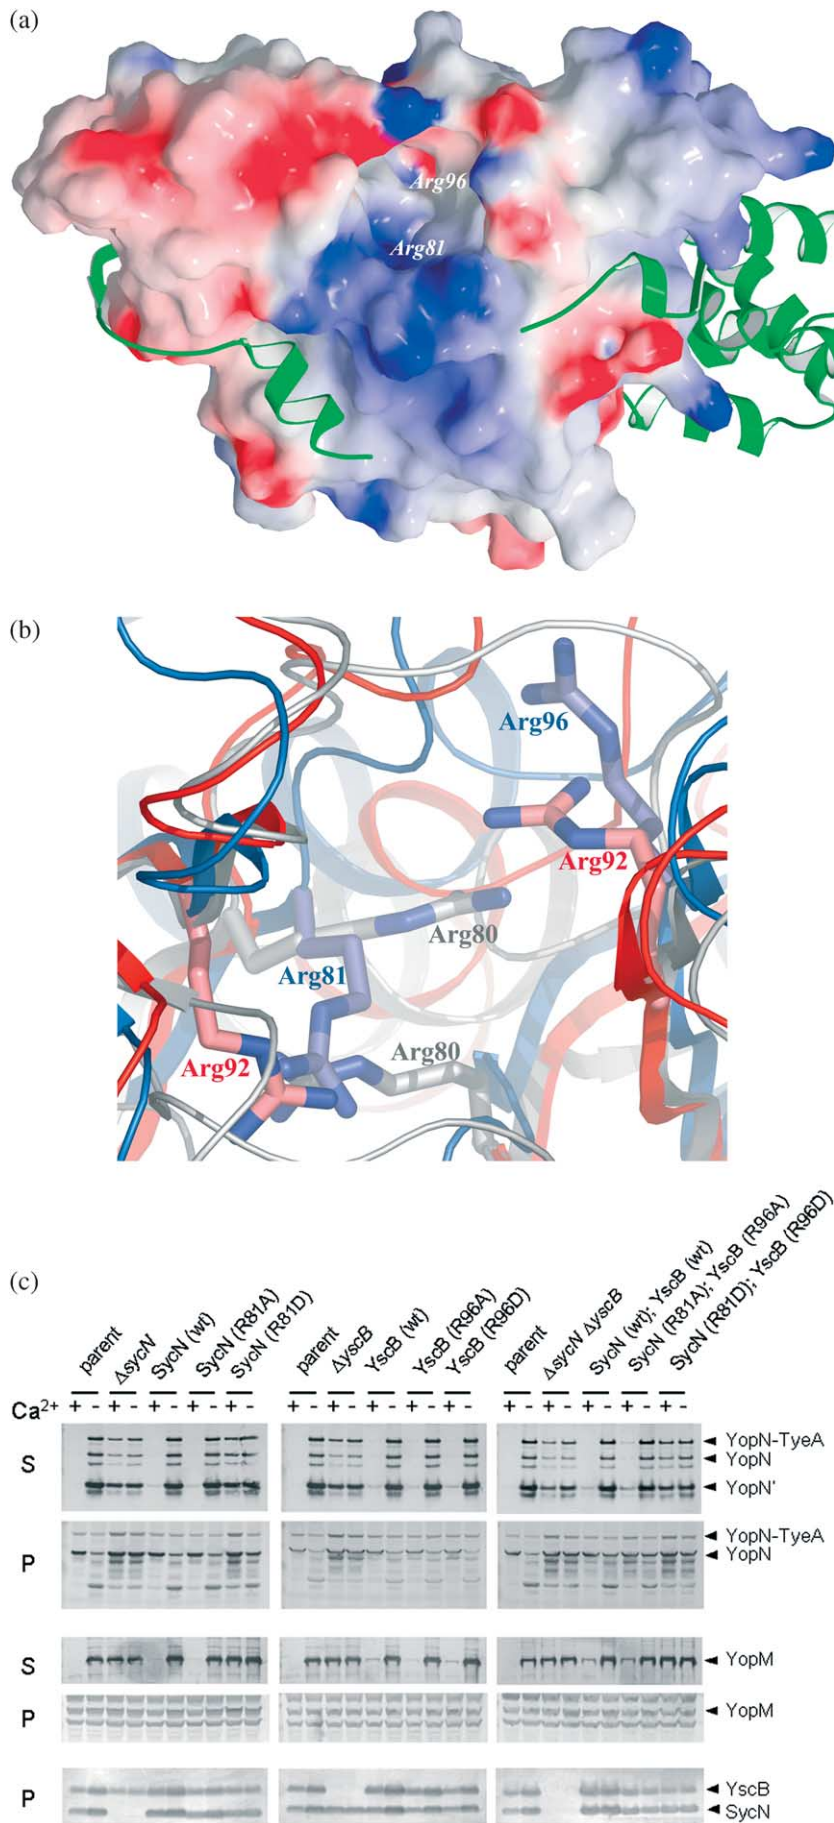 (a)
Arg96
Arg81
(b)
Arg96
Arg92
Arg80
Arg81
Arg80
Arg92
(c)
parent
ΔsycN
SycN (wt)
SycN (R81A)
SycN (R81D)
parent
ΔyscB
YscB (wt)
YscB (R96A)
YscB (R96D)
parent
ΔsycN ΔyscB
SycN (wt); YscB (wt)
SycN (R81A); YscB (R96A)
SycN (R81D); YscB (R96D)
Ca2+ + - + - + - + - + - + - + - + - + - + - + - + - + - + - + -
S
YopN-TyeA
YopN
YopN'
P
YopN-TyeA
YopN
S
YopM
P
YopM
P
YscB
SycN